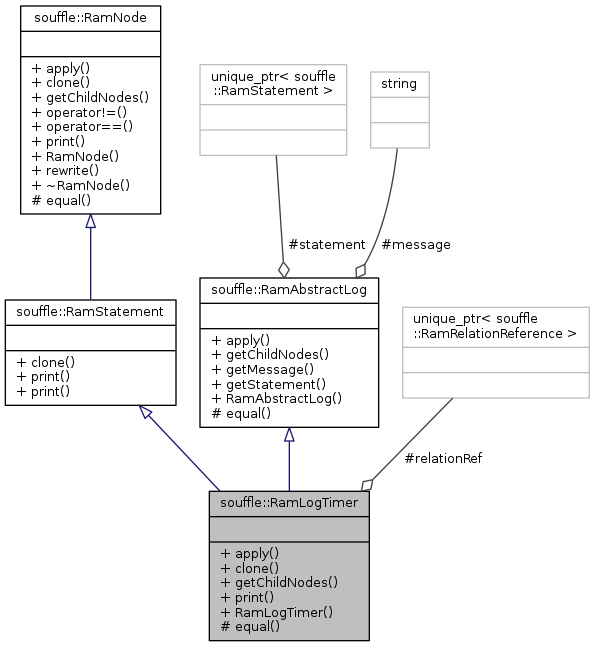 souffle::RamNode
+ apply()
+ clone()
+ getChildNodes()
+ operator!=()
+ operator==()
+ print()
+ RamNode()
+ rewrite()
+ ~RamNode()
# equal()
unique_ptr< souffle
::RamStatement >
string
#statement
#message
souffle::RamStatement
+ clone()
+ print()
+ print()
souffle::RamAbstractLog
+ apply()
+ getChildNodes()
+ getMessage()
+ getStatement()
+ RamAbstractLog()
# equal()
unique_ptr< souffle
::RamRelationReference >
#relationRef
souffle::RamLogTimer
+ apply()
+ clone()
+ getChildNodes()
+ print()
+ RamLogTimer()
# equal()